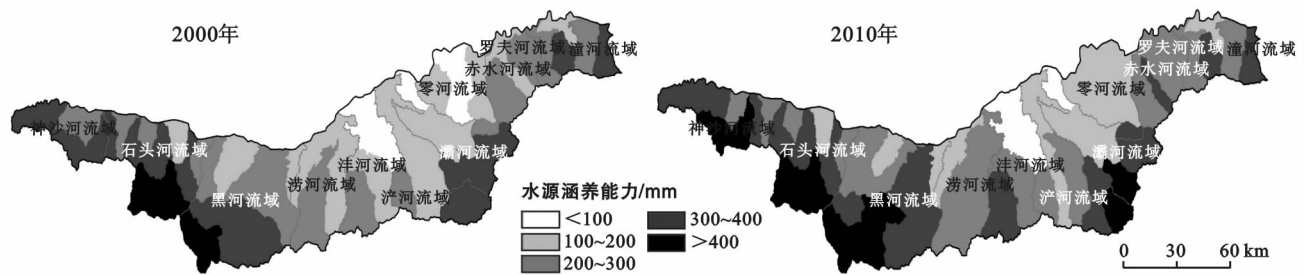 2000年
罗夫河流域
潼河流域
赤水河流域
零河流域
神沙河流域
石头河流域
灞河流域
沣河流域
涝河流域
浐河流域
黑河流域
2010年
罗夫河流域
潼河流域
赤水河流域
零河流域
神沙河流域
石头河流域
灞河流域
沣河流域
涝河流域
浐河流域
黑河流域
水源涵养能力/mm
<100
300~400
100~200
>400
200~300
0 30 60 km